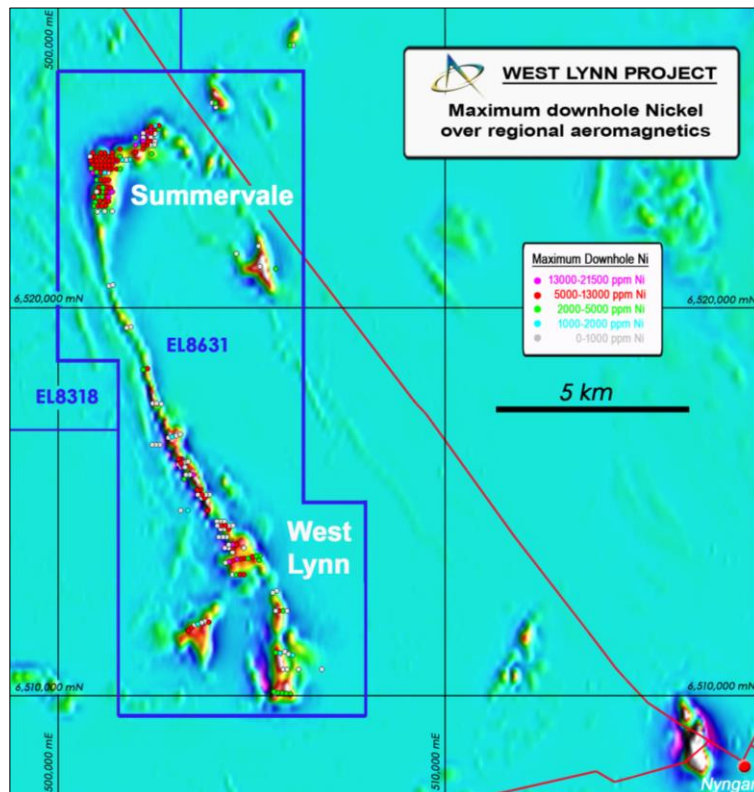 500,000 mE
WEST LYNN PROJECT
Maximum downhole Nickel
over regional aeromagnetics
Summervale
Maximum Downhole Ni
13000-21500 ppm Ni
5000-13000 ppm Ni
2000-5000 ppm Ni
1000-2000 ppm Ni
0-1000 ppm Ni
6,520,000 mN
6,520,000 mN
EL8631
EL8318
5 km
West
Lynn
6,510,000 mN
6,510,000 mN
500,000 mE
510,000 mE